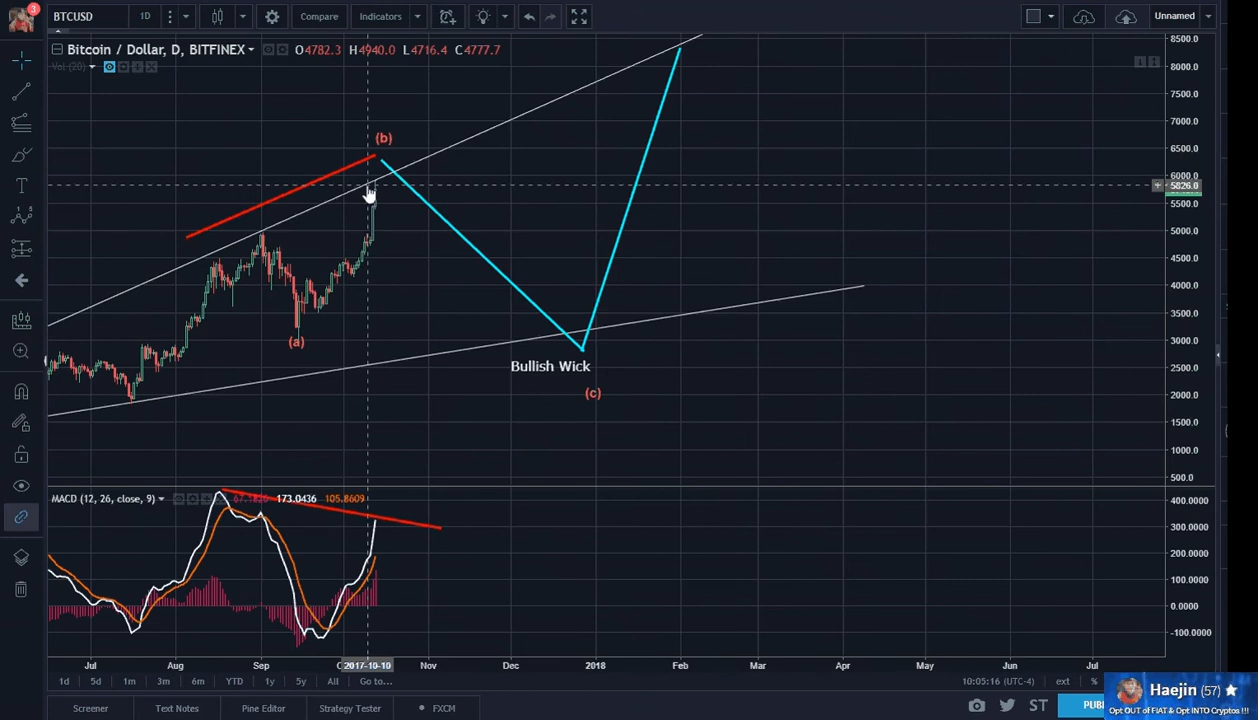 3
BTCUSD 1D Compare Indicators Unnamed
Bitcoin / Dollar, D, BITFINEX O4782.3 H4940.0 L4716.4 C4777.7
Vol (20)
8500.0
8000.0
7500.0
7000.0
(b)
6500.0
6000.0
5826.0
5500.0
5000.0
4500.0
4000.0
3500.0
(a)
3000.0
Bullish Wick
2500.0
(c)
2000.0
1500.0
1000.0
500.0
MACD (12, 26, close, 9) 173.0436 105.8609
400.0000
300.0000
200.0000
100.0000
0.0000
-100.0000
Jul Aug Sep 2017-10-10 Nov Dec 2018 Feb Mar Apr May Jun Jul
1d 5d 1m 3m 6m YTD 1y 5y All Go to... 10:05:16 (UTC-4) ext %
Screener Text Notes Pine Editor Strategy Tester FXCM ST PUB
Haejin (57)
Opt OUT of FIAT & Opt INTO Cryptos !!!